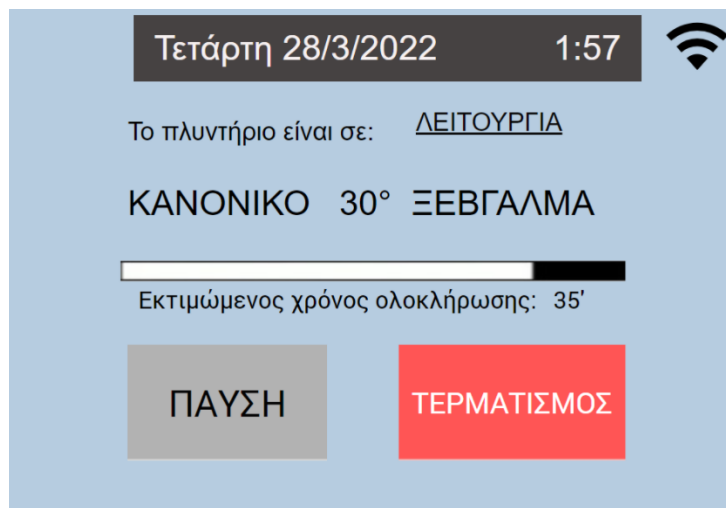 Τετάρτη 28/3/2022 1:57
Το πλυντήριο είναι σε: ΛΕΙΤΟΥΡΓΙΑ
ΚΑΝΟΝΙΚΟ 30° ΞΕΒΓΑΛΜΑ
Εκτιμώμενος χρόνος ολοκλήρωσης: 35'
ΠΑΥΣΗ ΤΕΡΜΑΤΙΣΜΟΣ